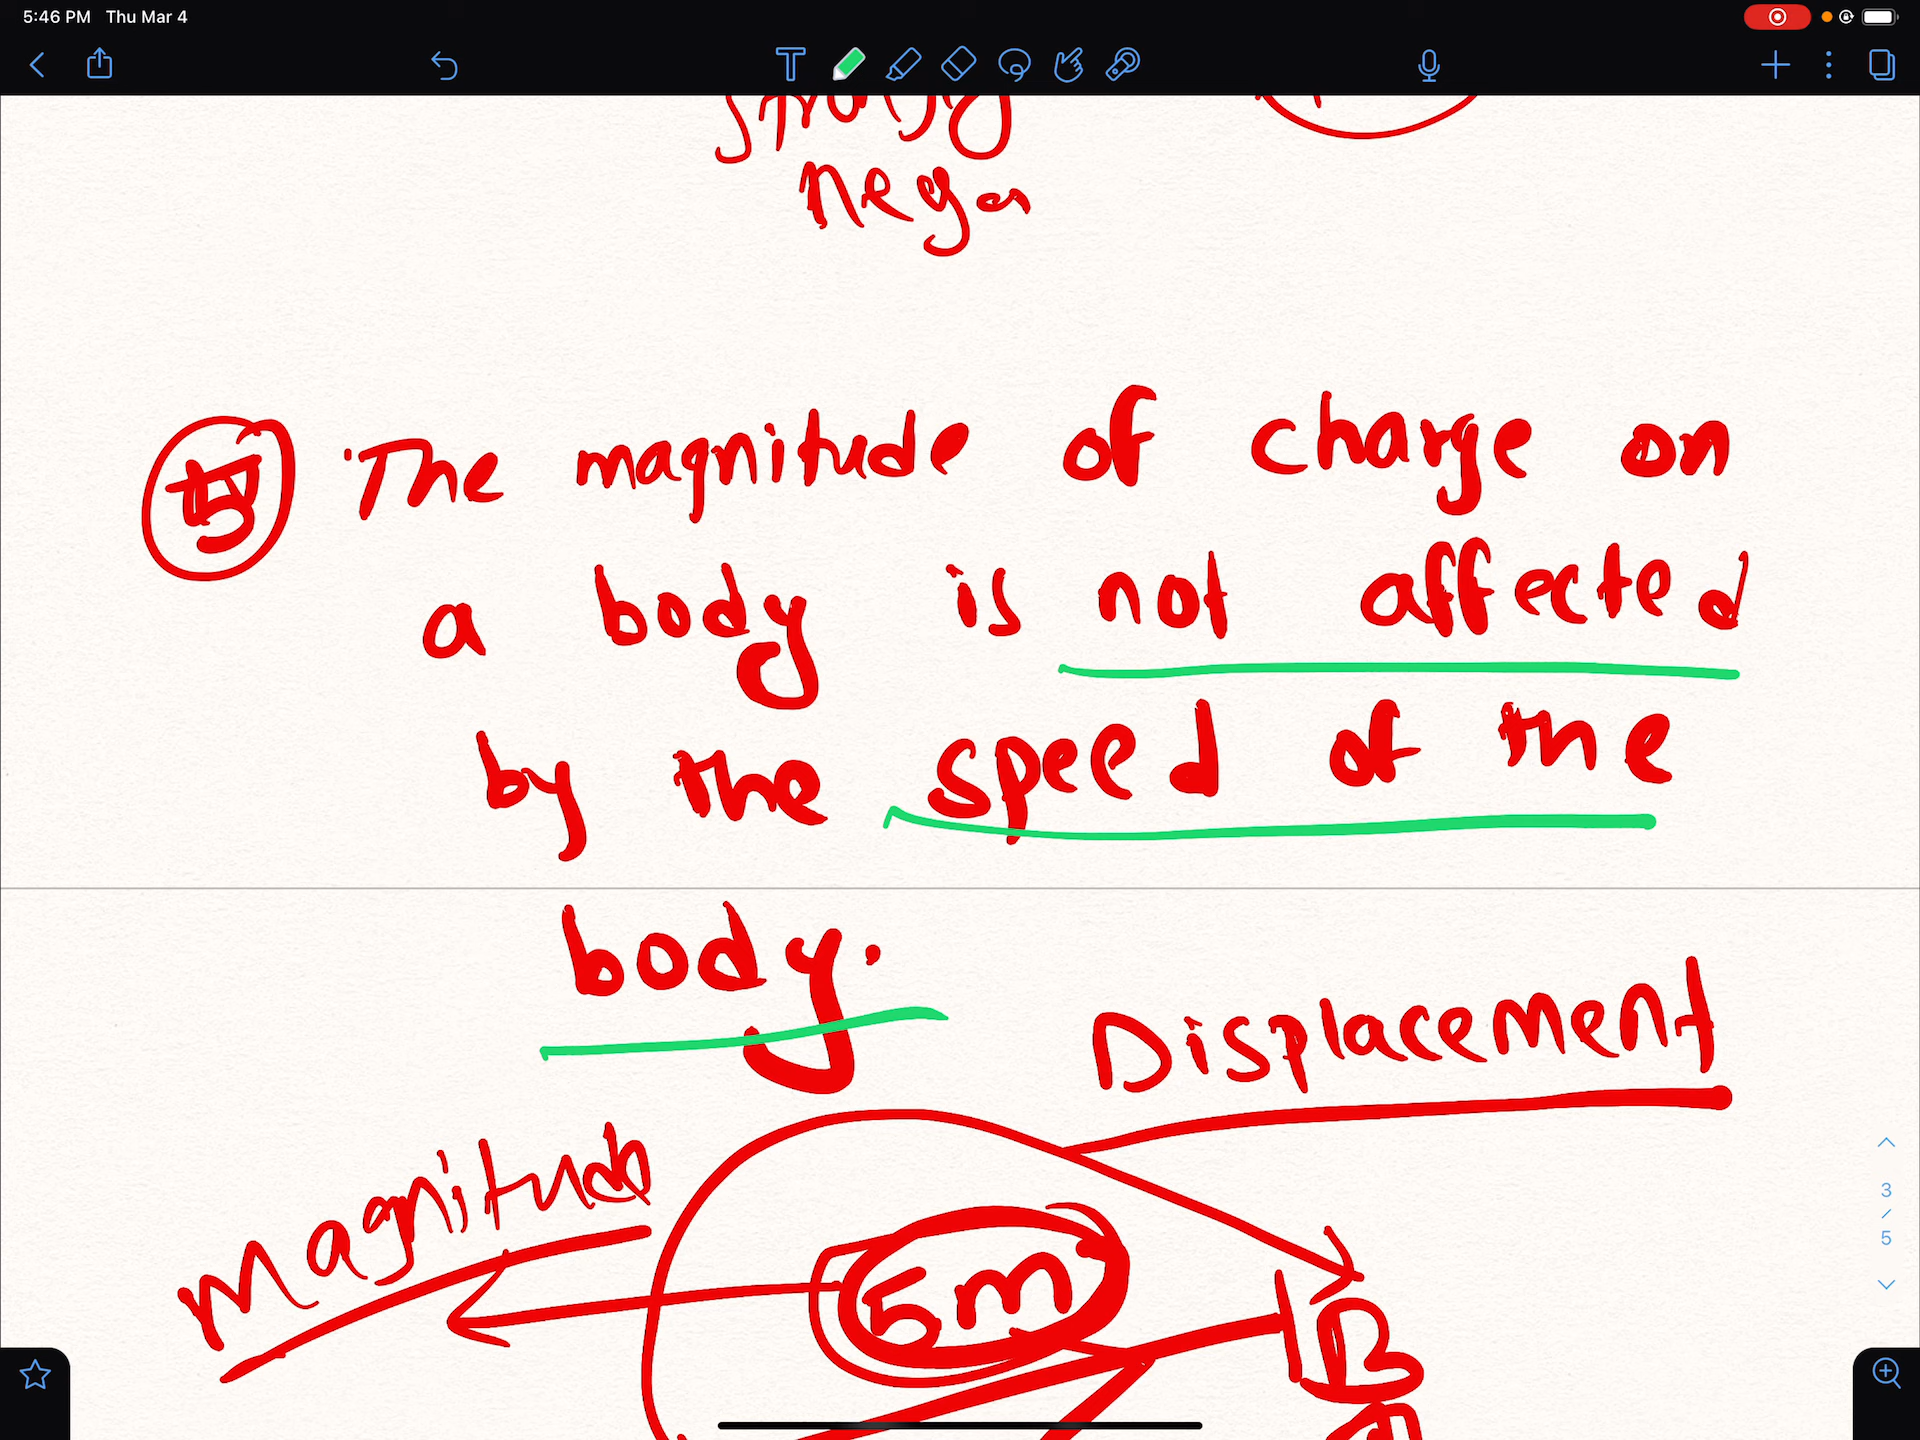 5:46 PM Thu Mar 4
nega
5 The magnitude of charge on
a body is not affected
by the speed of the
body.
Displacement
Magnitude
5m
B
3
/
5